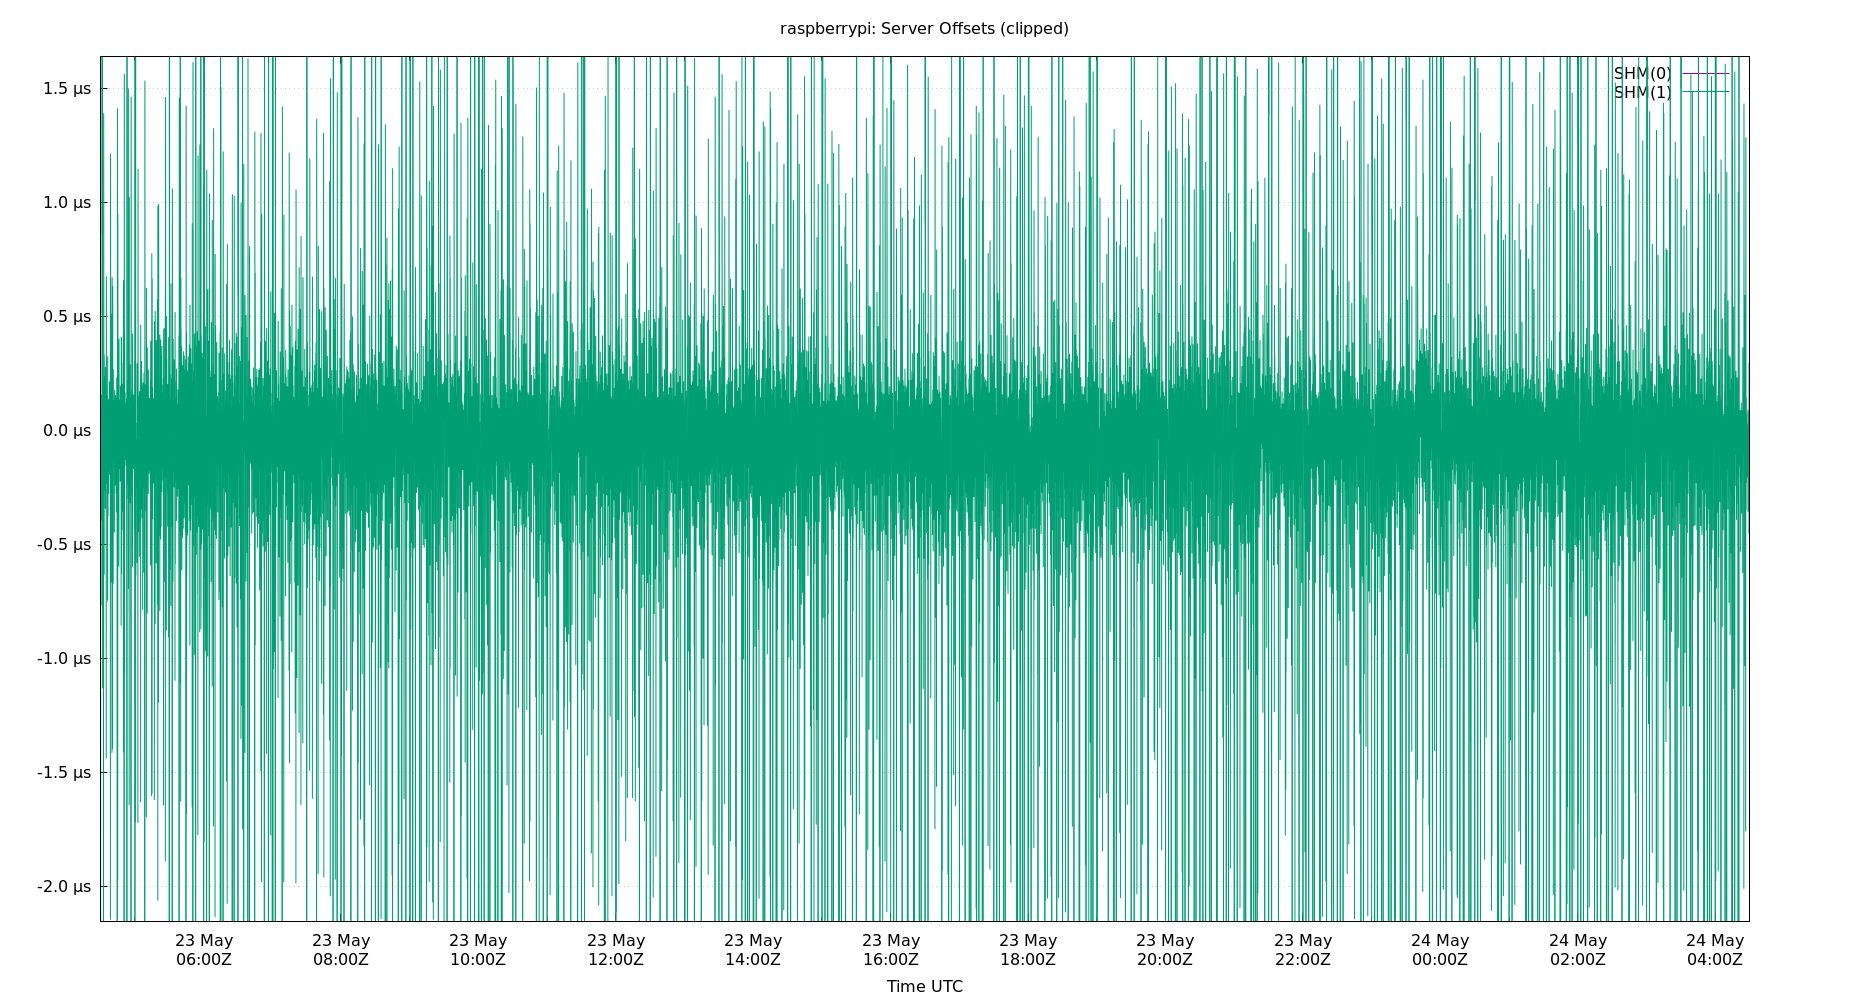 raspberrypi: Server Offsets (clipped)
SHM(0)
SHM(1)
1.5 µs
1.0 µs
0.5 µs
0.0 µs
-0.5 µs
-1.0 µs
-1.5 µs
-2.0 µs
23 May 23 May 23 May 23 May 23 May 23 May 23 May 23 May 23 May 24 May 24 May 24 May
06:00Z 08:00Z 10:00Z 12:00Z 14:00Z 16:00Z 18:00Z 20:00Z 22:00Z 00:00Z 02:00Z 04:00Z
Time UTC